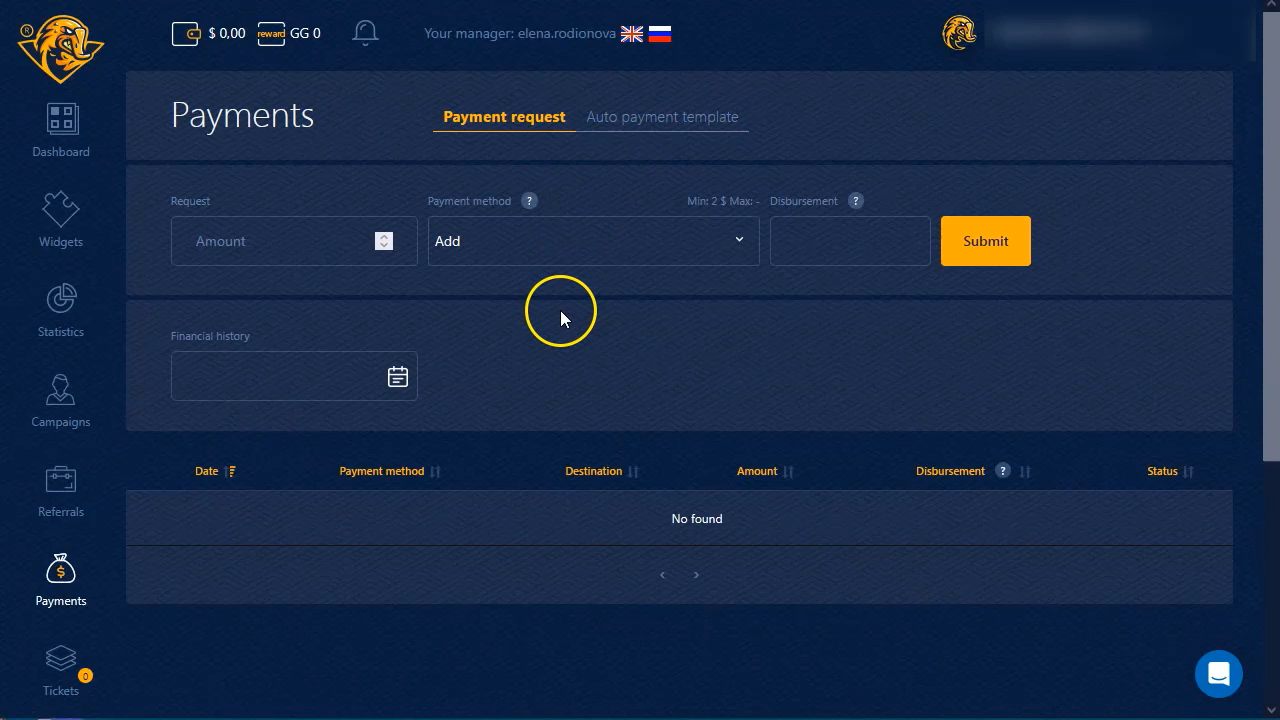 ® $ 0,00 reward GG 0 Your manager: elena.rodionova
Payments Payment request Auto payment template
Dashboard
Request Payment method ? Min: 2 $ Max: - Disbursement ?
Amount Add Submit
Widgets
Statistics
Financial history
Campaigns
Date Payment method Destination Amount Disbursement ? Status
Referrals
No found
$
< >
Payments
0
Tickets